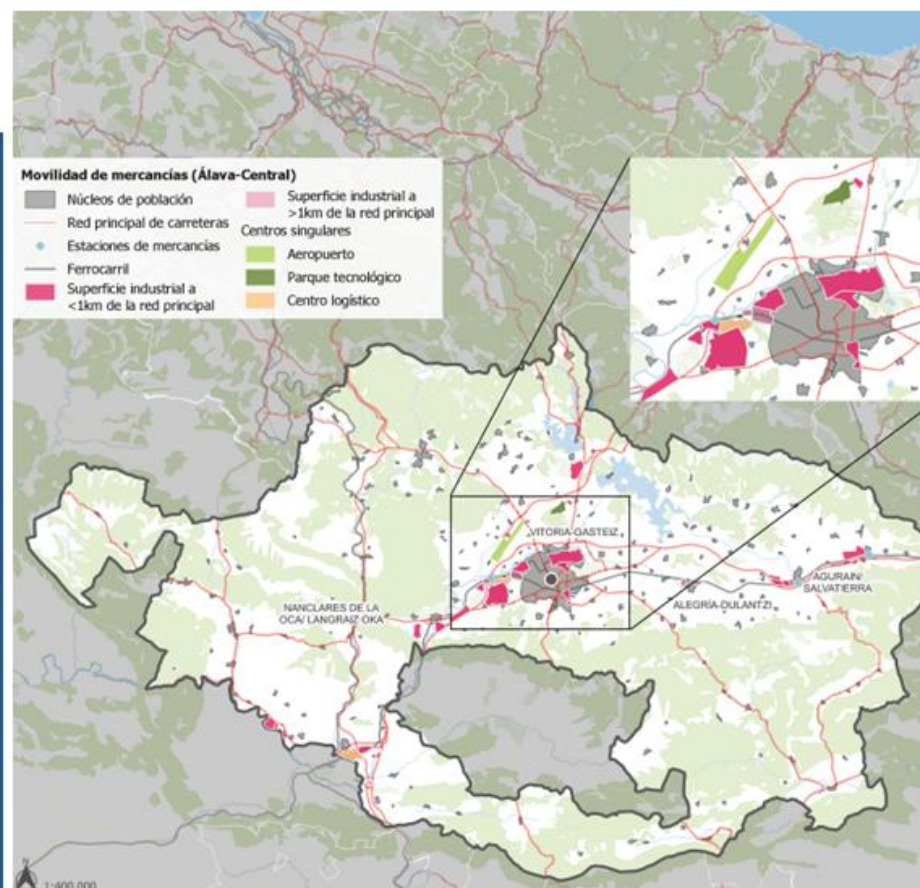 Movilidad de mercancías (Álava-Central)
Núcleos de población
Red principal de carreteras
Estaciones de mercancías
Ferrocarril
Superficie industrial a
<1km de la red principal
Superficie industrial a
>1km de la red principal
Centros singulares
Aeropuerto
Parque tecnológico
Centro logístico
VITORIA-GASTEIZ
NANCLARES DE LA
OCA/ LANGRAIZ OKA
ALEGRÍA-DULANTZI
AGURAIN/
SALVATIERRA
N
1:400.000